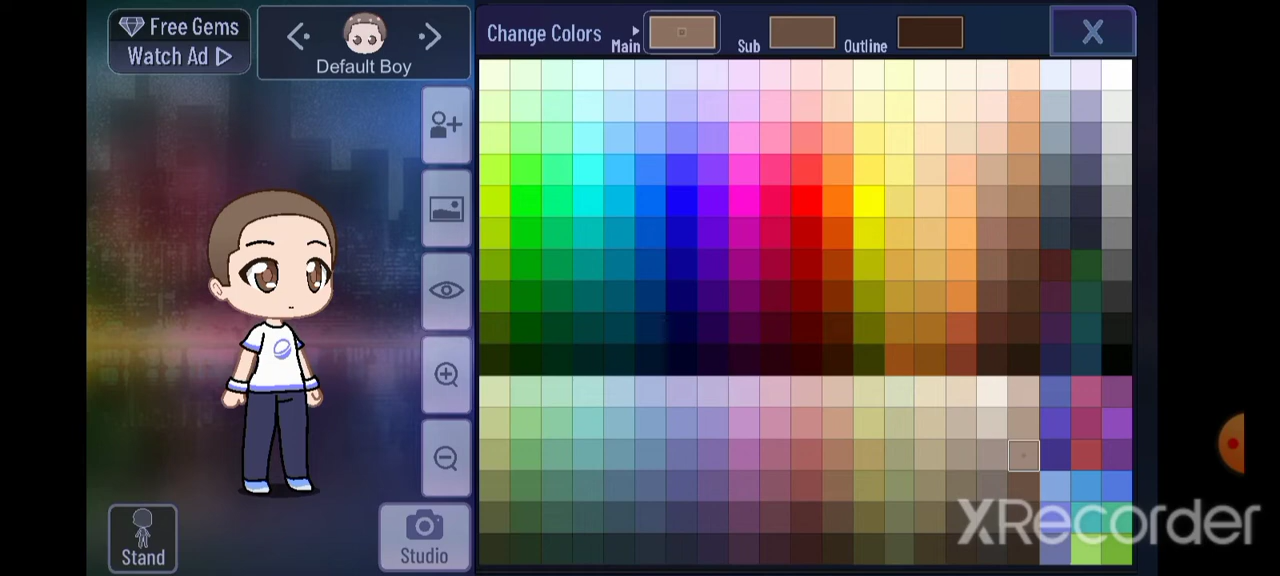 Free Gems
Watch Ad
Default Boy
Change Colors
Main
Sub
Outline
X
Stand
Studio
XRecorder